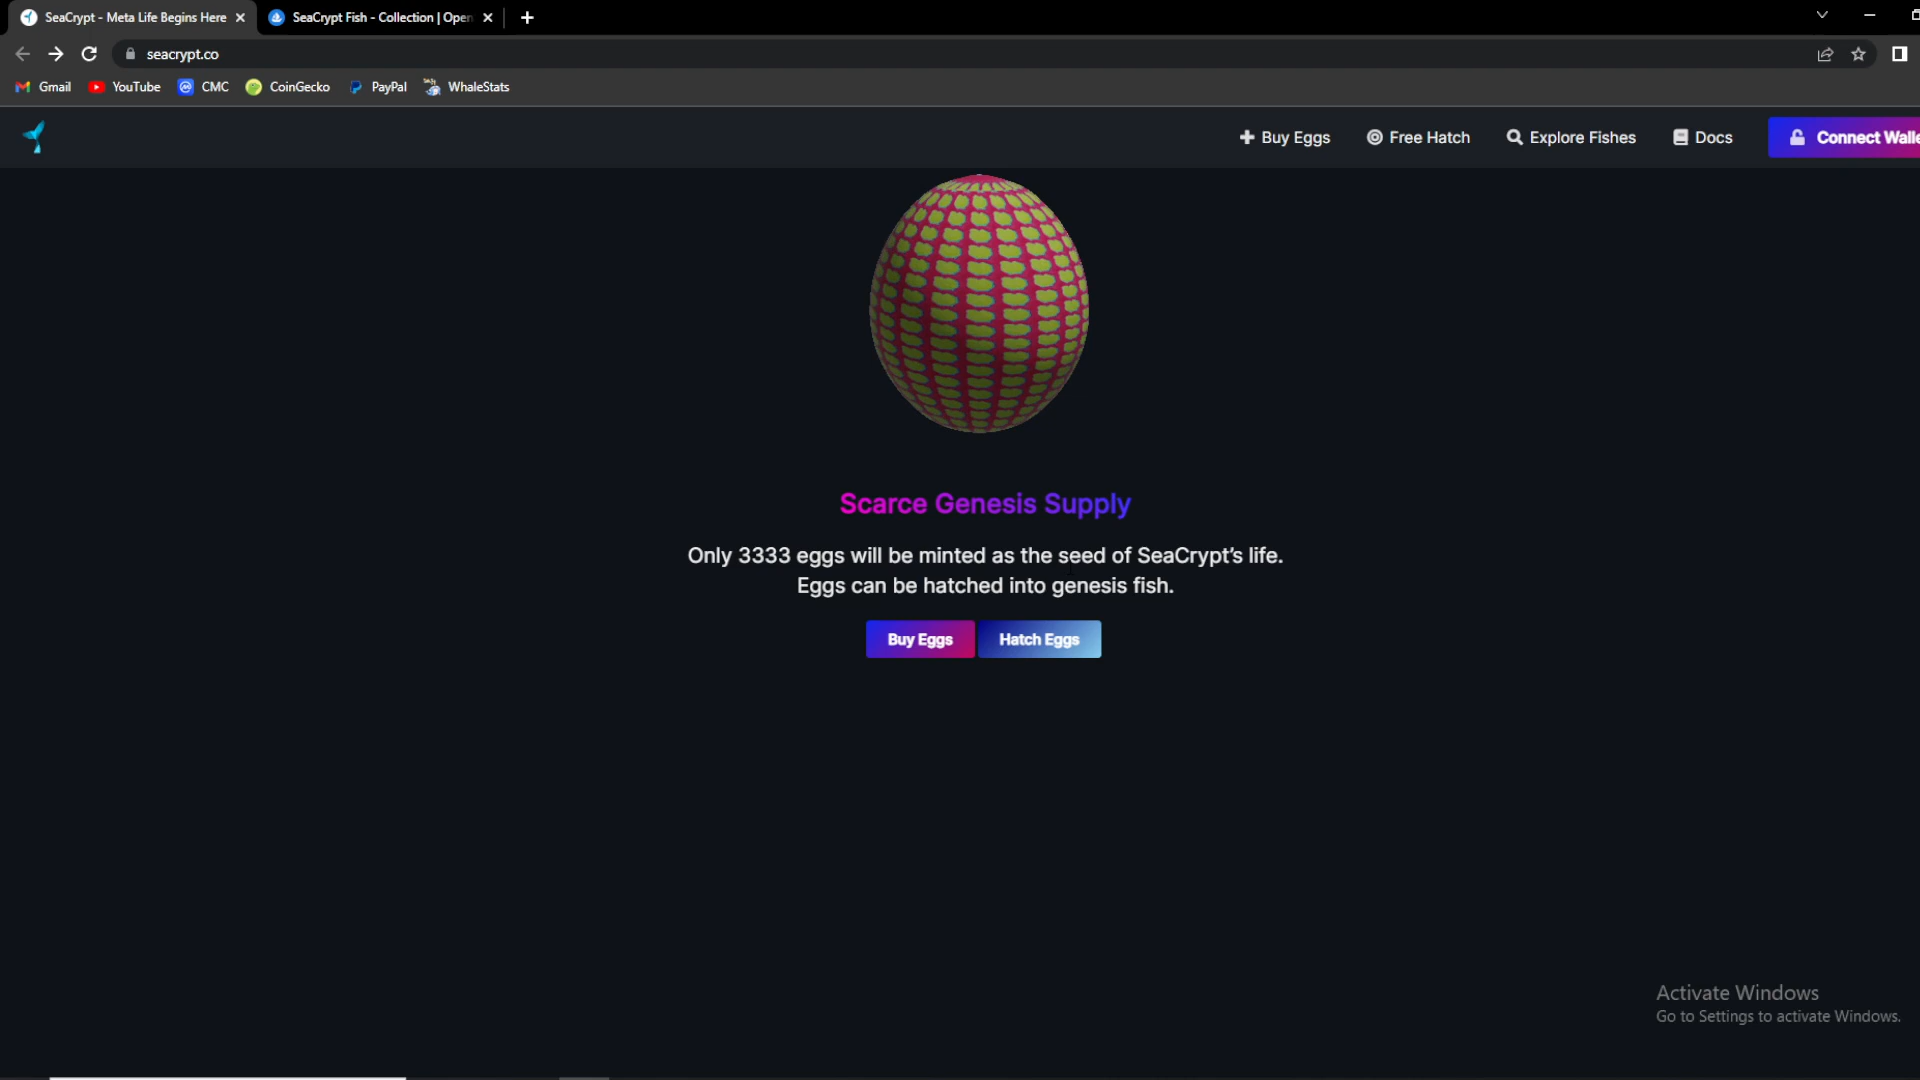 SeaCrypt - Meta Life Begins Here
SeaCrypt Fish - Collection | Open
seacrypt.co
Gmail
YouTube
CMC
CoinGecko
PayPal
WhaleStats
Buy Eggs
Free Hatch
Explore Fishes
Docs
Connect Walle
Scarce Genesis Supply
Only 3333 eggs will be minted as the seed of SeaCrypt's life.
Eggs can be hatched into genesis fish.
Buy Eggs
Hatch Eggs
Activate Windows
Go to Settings to activate Windows.